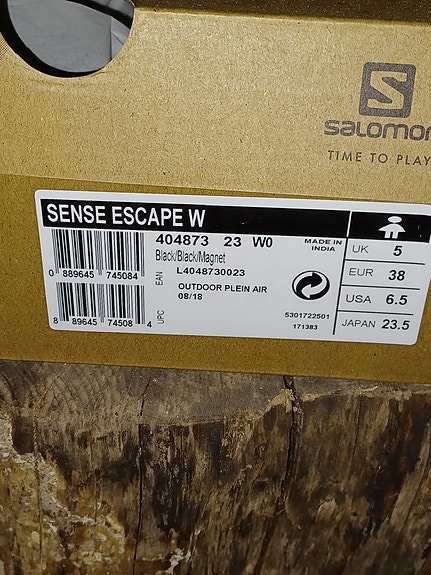 SALOMON
TIME TO PLAY
SENSE ESCAPE W
404873 23 W0
MADE IN
INDIA
Black/Black/Magnet
EAN
L4048730023
0 889645 745084
OUTDOOR PLEIN AIR
08/18
UPC
8 89645 74508 4
5301722501
171383
UK 5
EUR 38
USA 6.5
JAPAN 23.5